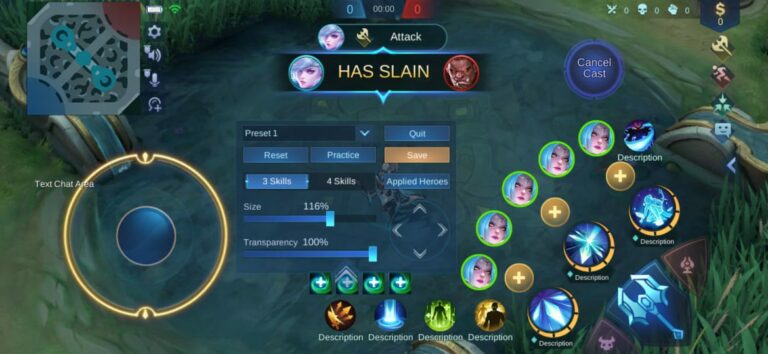 0 00:00 0
0 0 0
$
0
Attack
HAS SLAIN
Cancel
Cast
Preset 1
Quit
Reset
Practice
Save
3 Skills
4 Skills
Applied Heroes
Text Chat Area
Size
116%
Transparency
100%
Description
Description
Description
Description
Description
Description
Description
Description